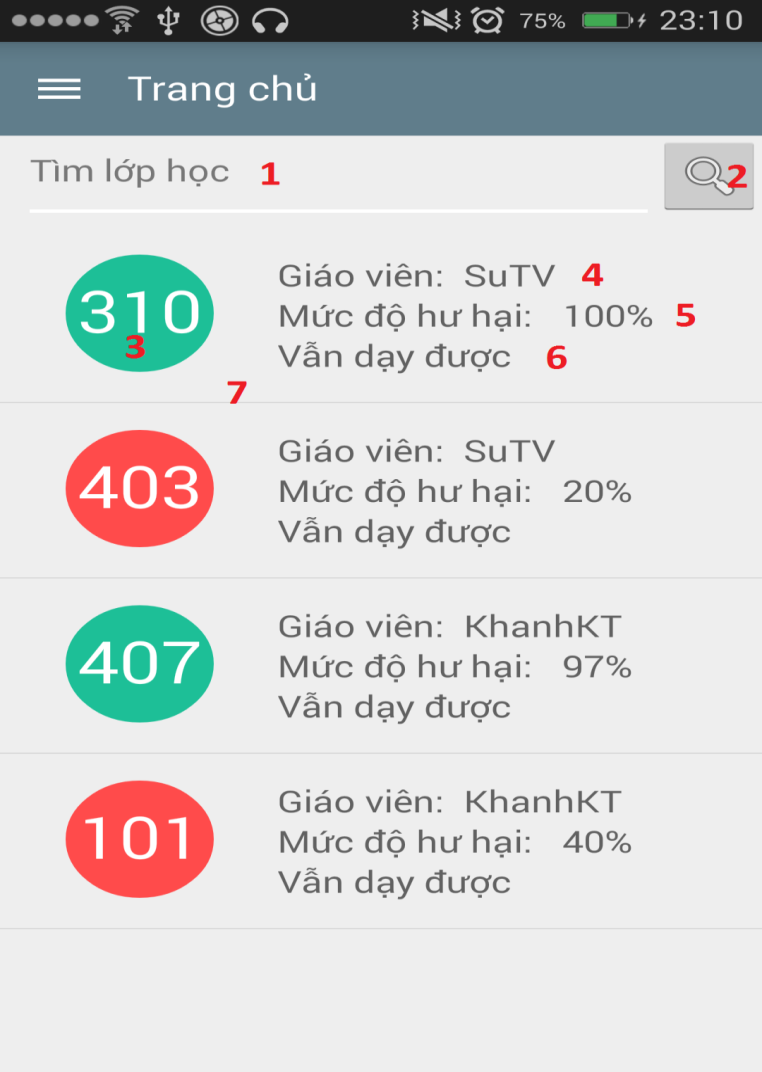 75% 23:10
Trang chủ
Tìm lớp học 1
2
310
3
Giáo viên: SuTV 4
Mức độ hư hại: 100% 5
Vẫn dạy được 6
7
403
Giáo viên: SuTV
Mức độ hư hại: 20%
Vẫn dạy được
407
Giáo viên: KhanhKT
Mức độ hư hại: 97%
Vẫn dạy được
101
Giáo viên: KhanhKT
Mức độ hư hại: 40%
Vẫn dạy được